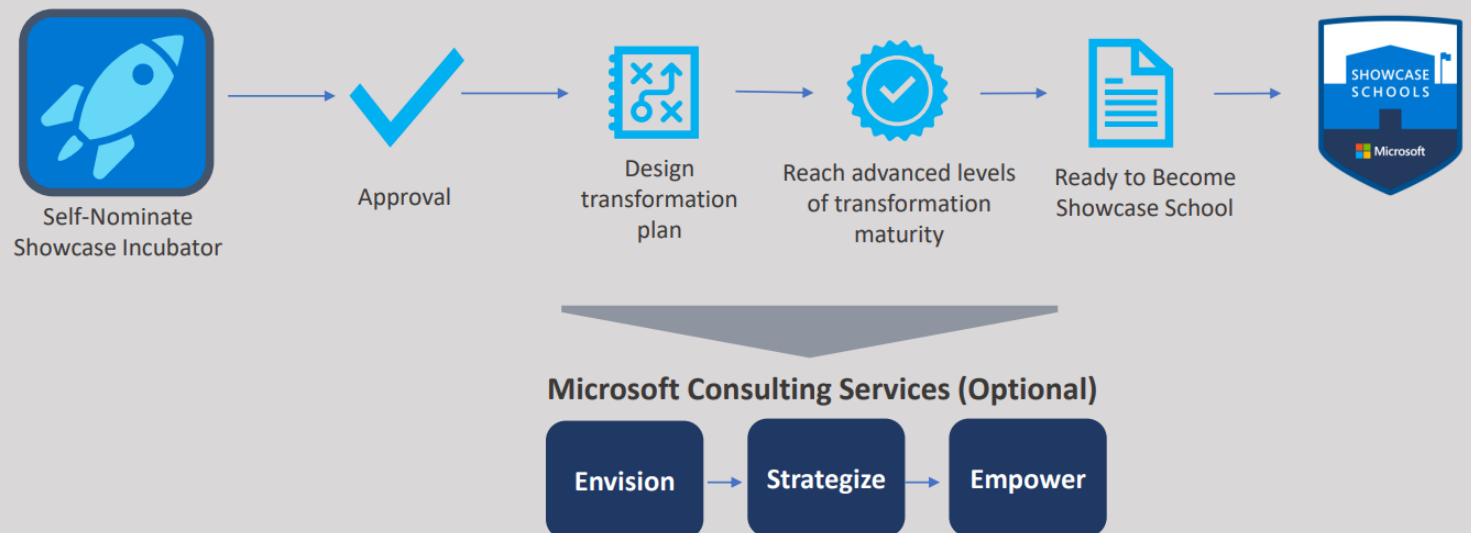 Self-Nominate
Showcase Incubator
Approval
Design
transformation
plan
Reach advanced levels
of transformation
maturity
Ready to Become
Showcase School
SHOWCASE
SCHOOLS
Microsoft
Microsoft Consulting Services (Optional)
Envision
Strategize
Empower